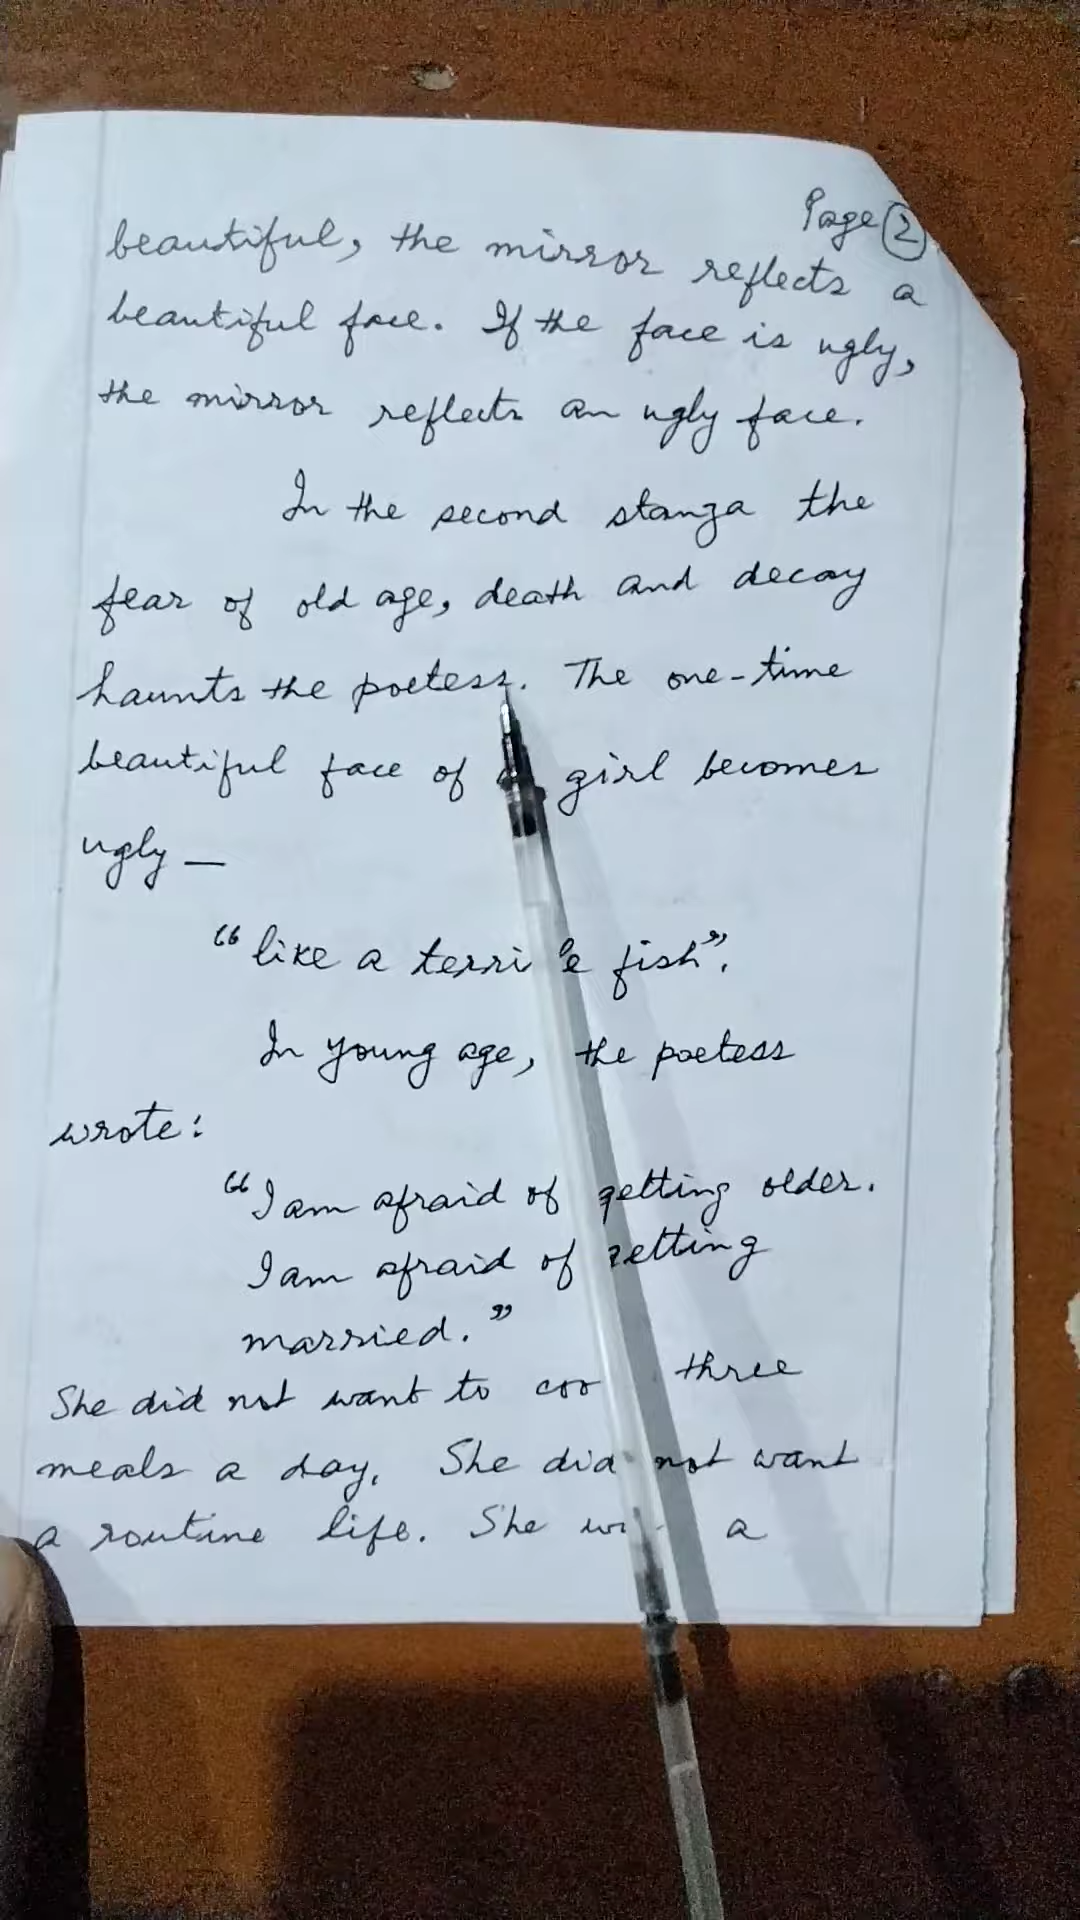 Page 2
beautiful, the mirror reflects a
beautiful face. If the face is ugly,
the mirror reflects an ugly face.
In the second stanza the
fear of old age, death and decay
haunts the poetess. The one-time
beautiful face of girl becomes
ugly —
"like a terrible fish".
In young age, the poetess
wrote:
"I am afraid of getting older.
I am afraid of getting
married."
She did not want to cook three
meals a day. She did not want
a routine life. She a